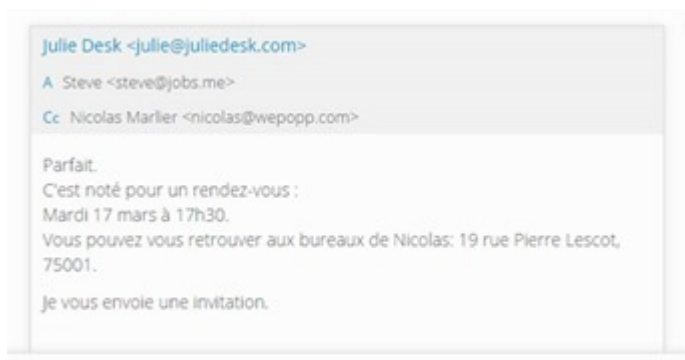 Julie Desk <julie@juliedesk.com>
A Steve <steve@jobs.me>
Cc Nicolas Marlier <nicolas@wepopp.com>
Parfait.
C'est noté pour un rendez-vous :
Mardi 17 mars à 17h30.
Vous pouvez vous retrouver aux bureaux de Nicolas: 19 rue Pierre Lescot,
75001.
Je vous envoie une invitation.